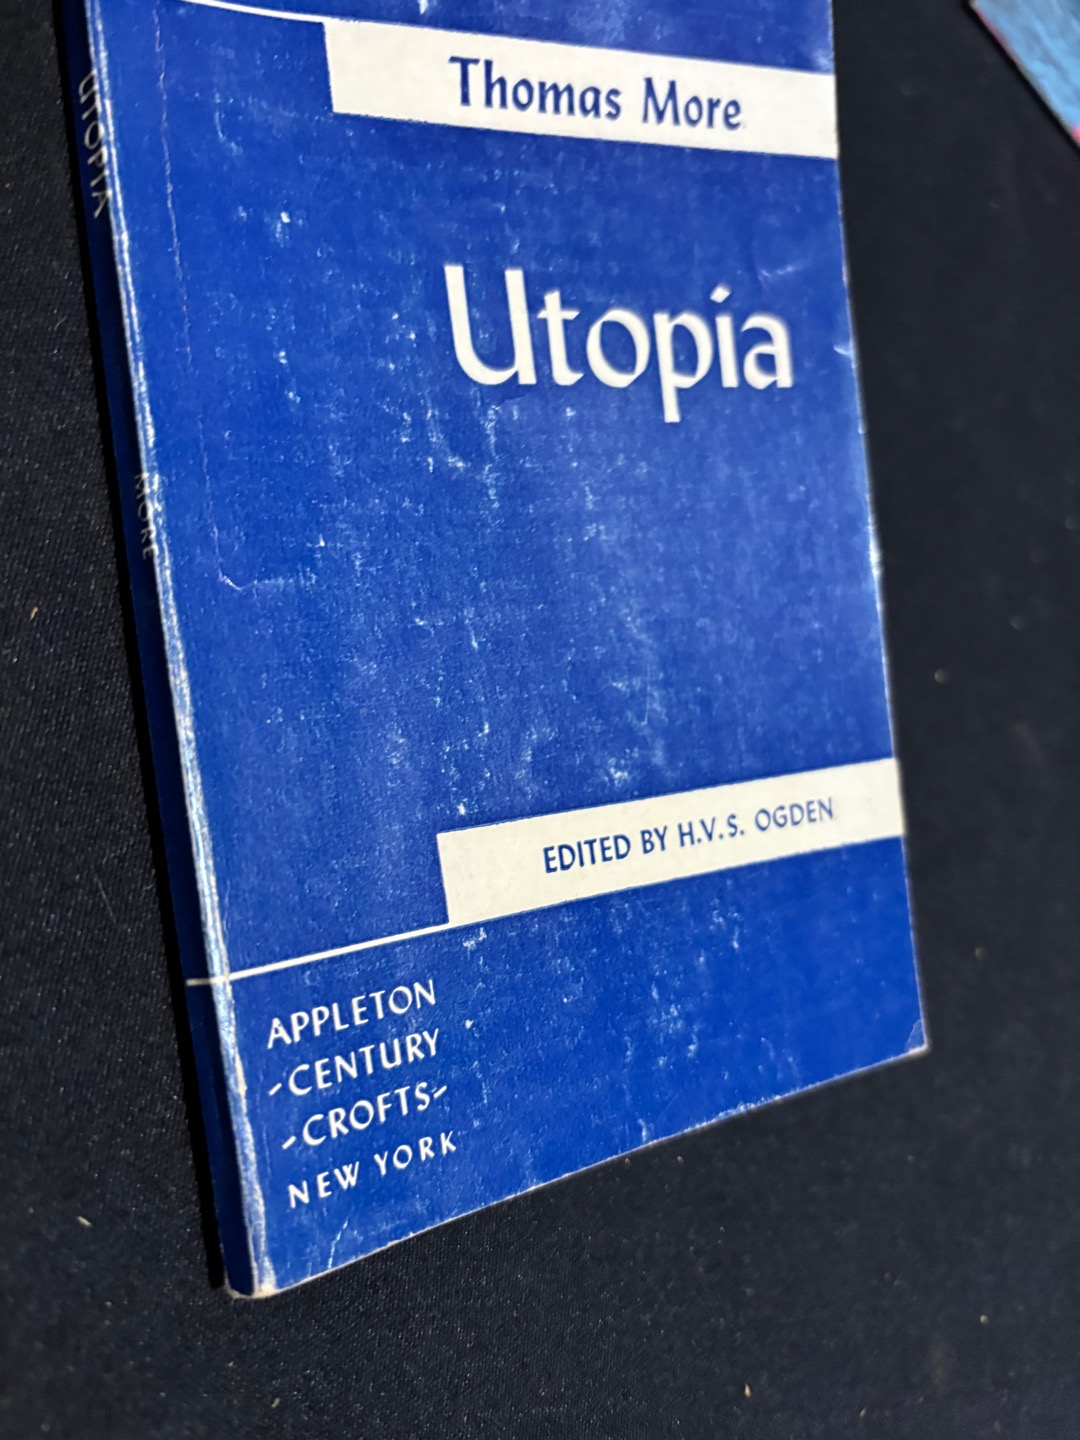 Thomas More
Utopia
EDITED BY H.V.S. OGDEN
APPLETON
-CENTURY
-CROFTS-
NEW YORK
UTOPIA
MORE